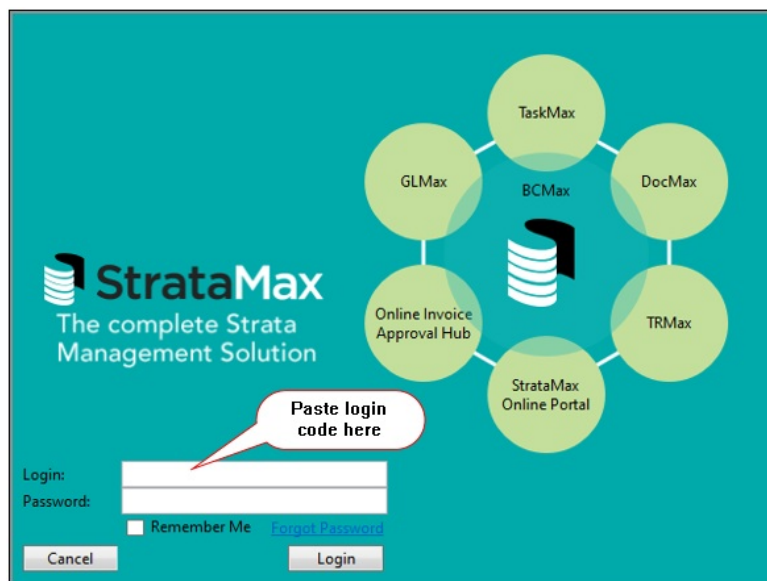 TaskMax
GLMax
BCMax
DocMax
StrataMax
The complete Strata
Management Solution
Online Invoice
Approval Hub
TRMax
StrataMax
Online Portal
Paste login
code here
Login:
Password:
Remember Me Forgot Password
Cancel Login